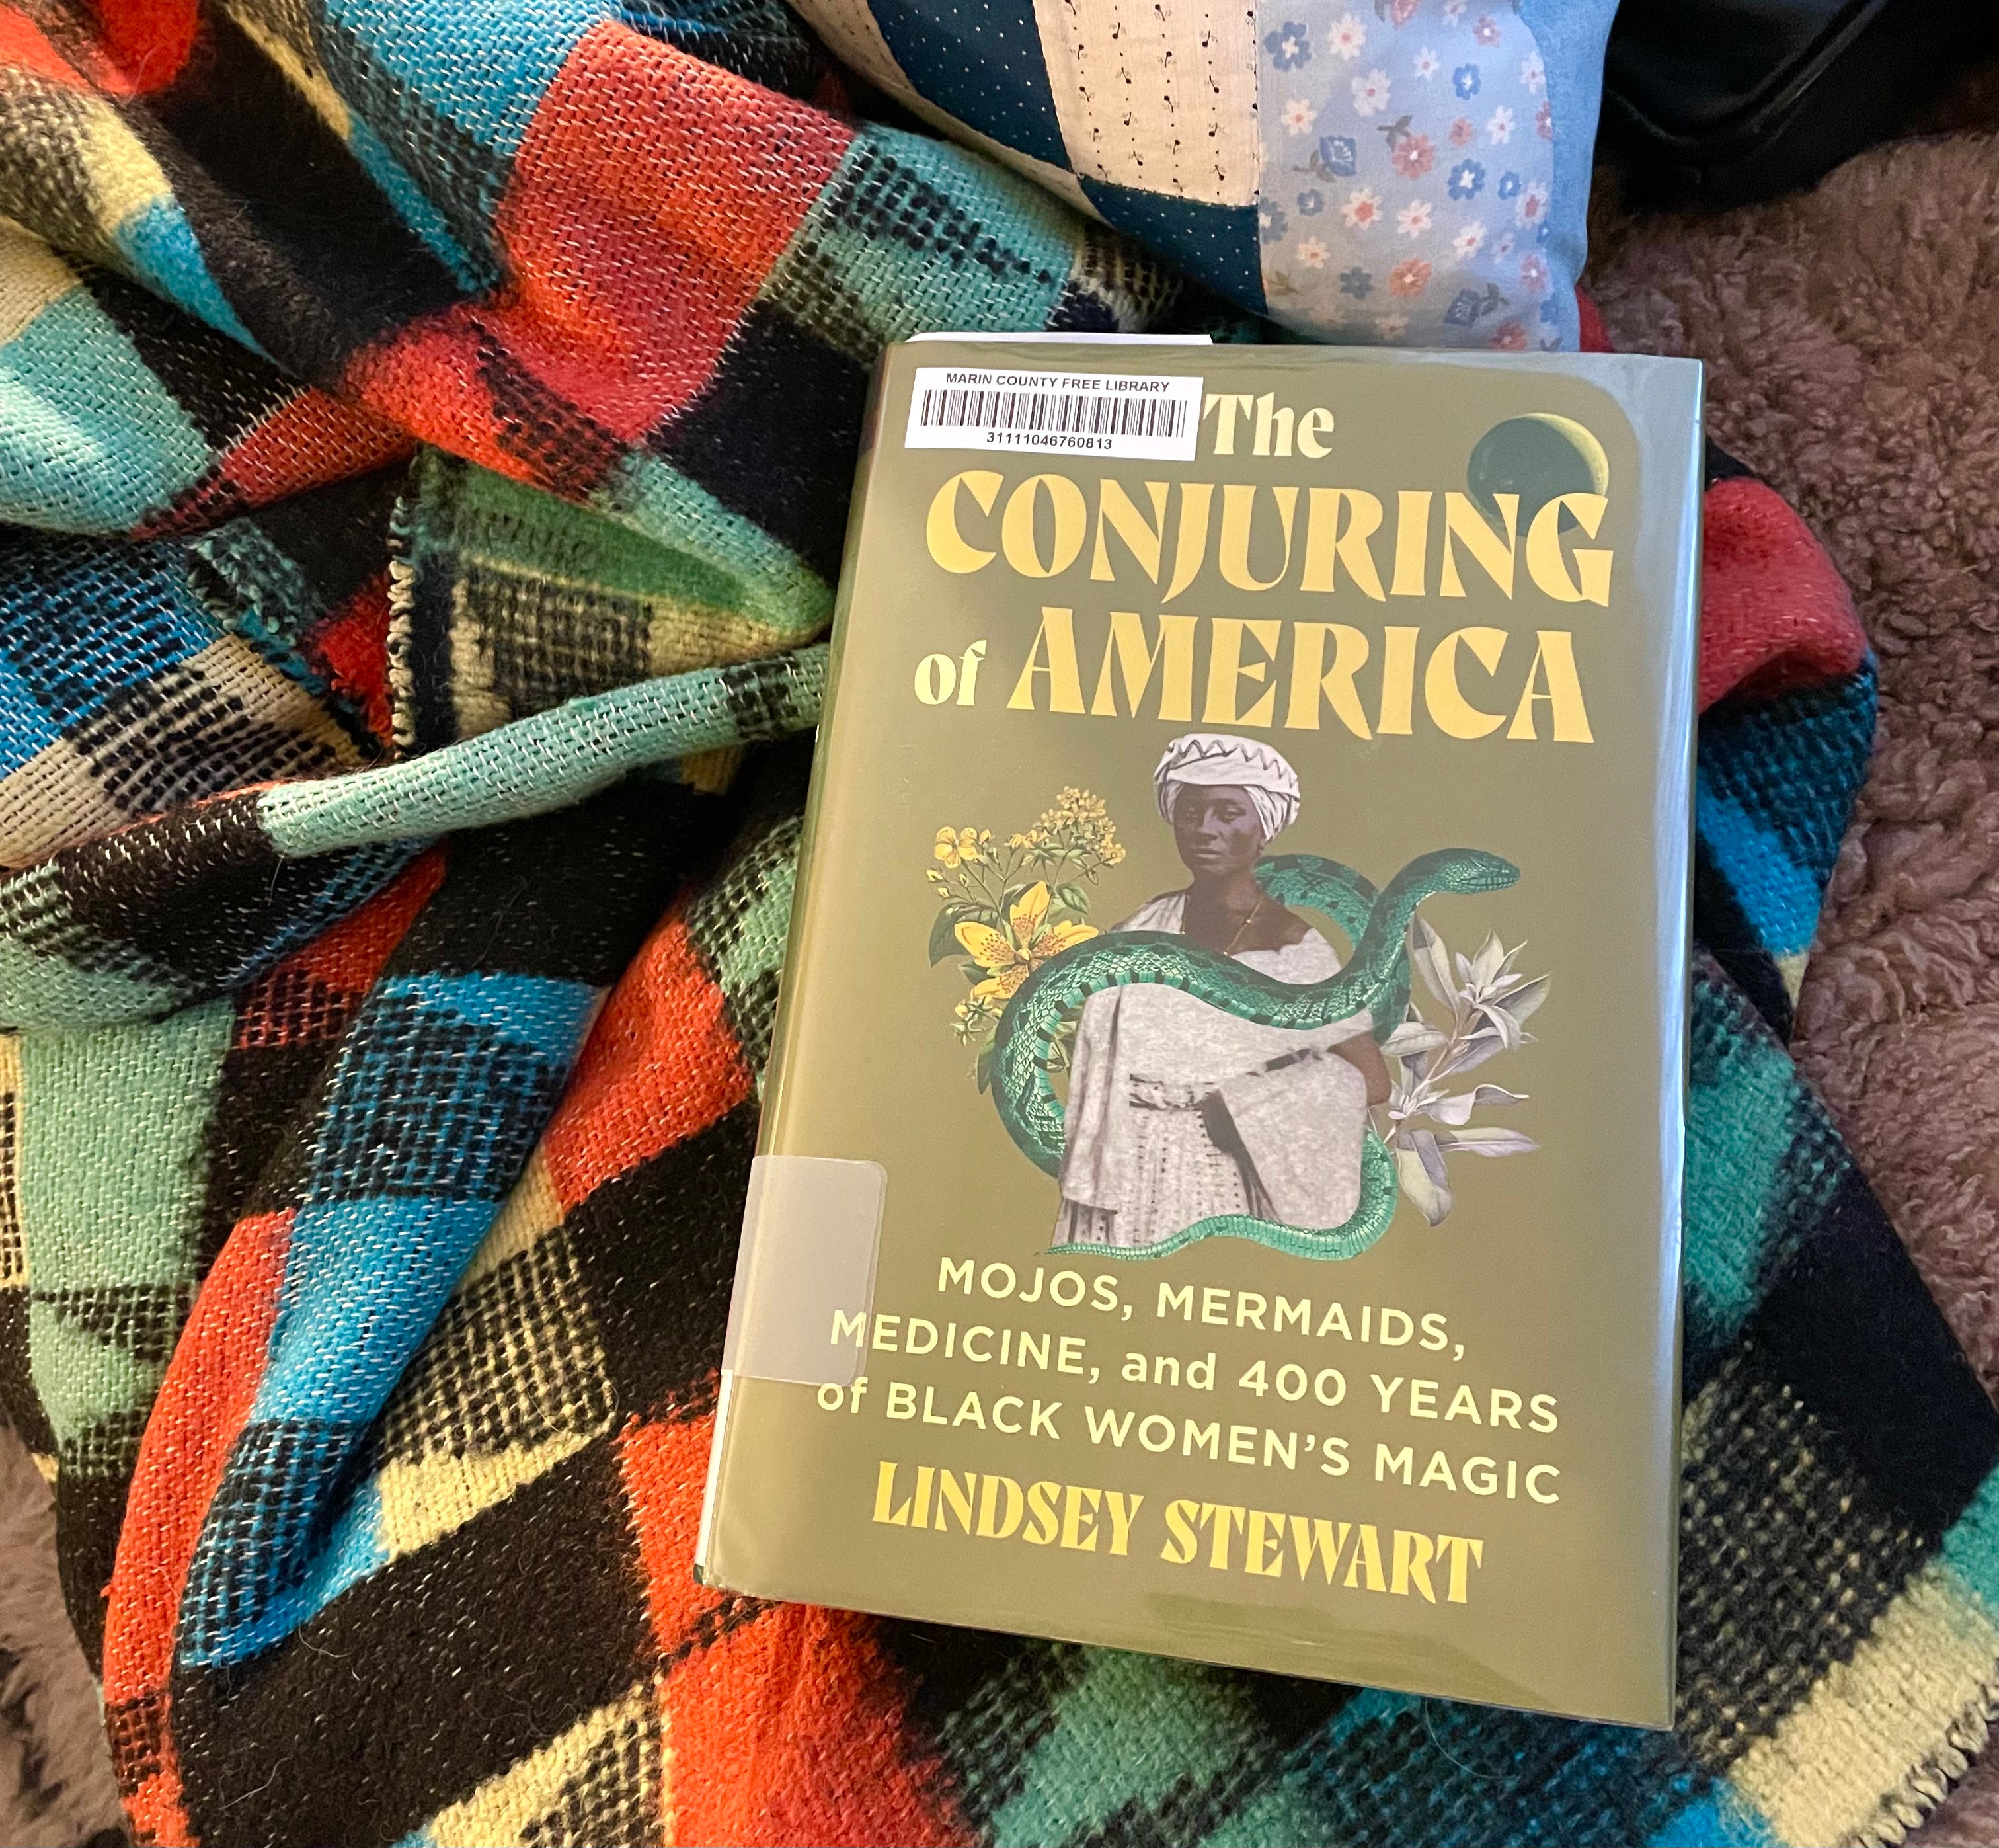 MARIN COUNTY FREE LIBRARY
31111046760813
The
CONJURING
of AMERICA
MOJOS, MERMAIDS,
MEDICINE, and 400 YEARS
of BLACK WOMEN'S MAGIC
LINDSEY STEWART